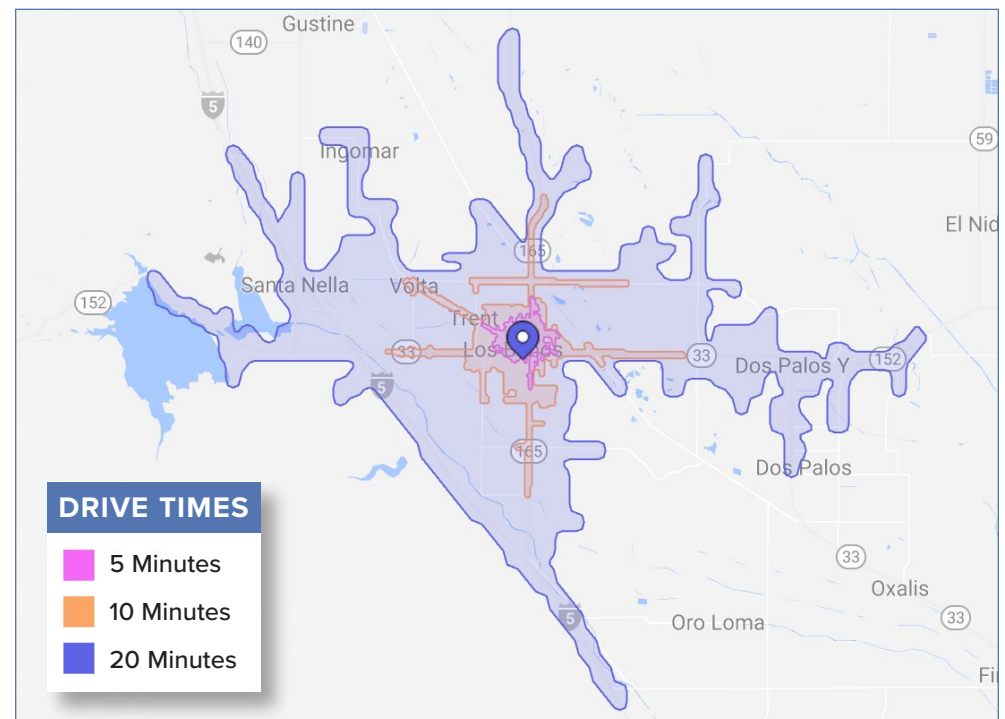 Gustine
140
5
59
Ingomar
El Nid
165
Santa Nella
Volta
152
Trent
Los Banos
33
33
152
Dos Palos Y
5
165
Dos Palos
DRIVE TIMES
5 Minutes
10 Minutes
20 Minutes
33
Oxalis
5
Oro Loma
33
Fi